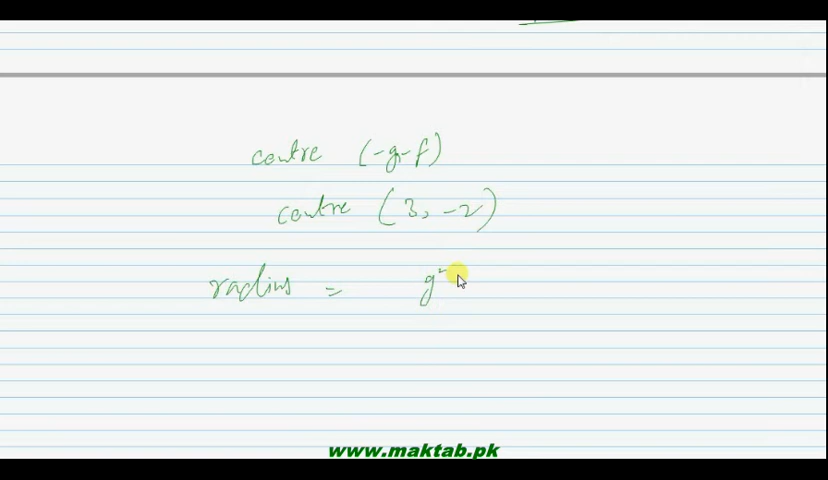 centre (-g, -f)
centre (3, -2)
radius = g²
www.maktab.pk